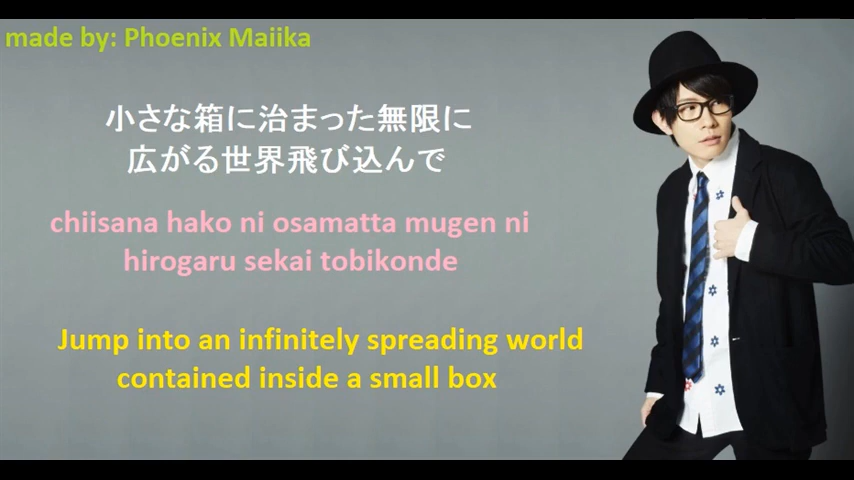 made by: Phoenix Maiika
小さな箱に治まった無限に
広がる世界飛び込んで
chiisana hako ni osamatta mugen ni
hirogaru sekai tobikonde
Jump into an infinitely spreading world
contained inside a small box